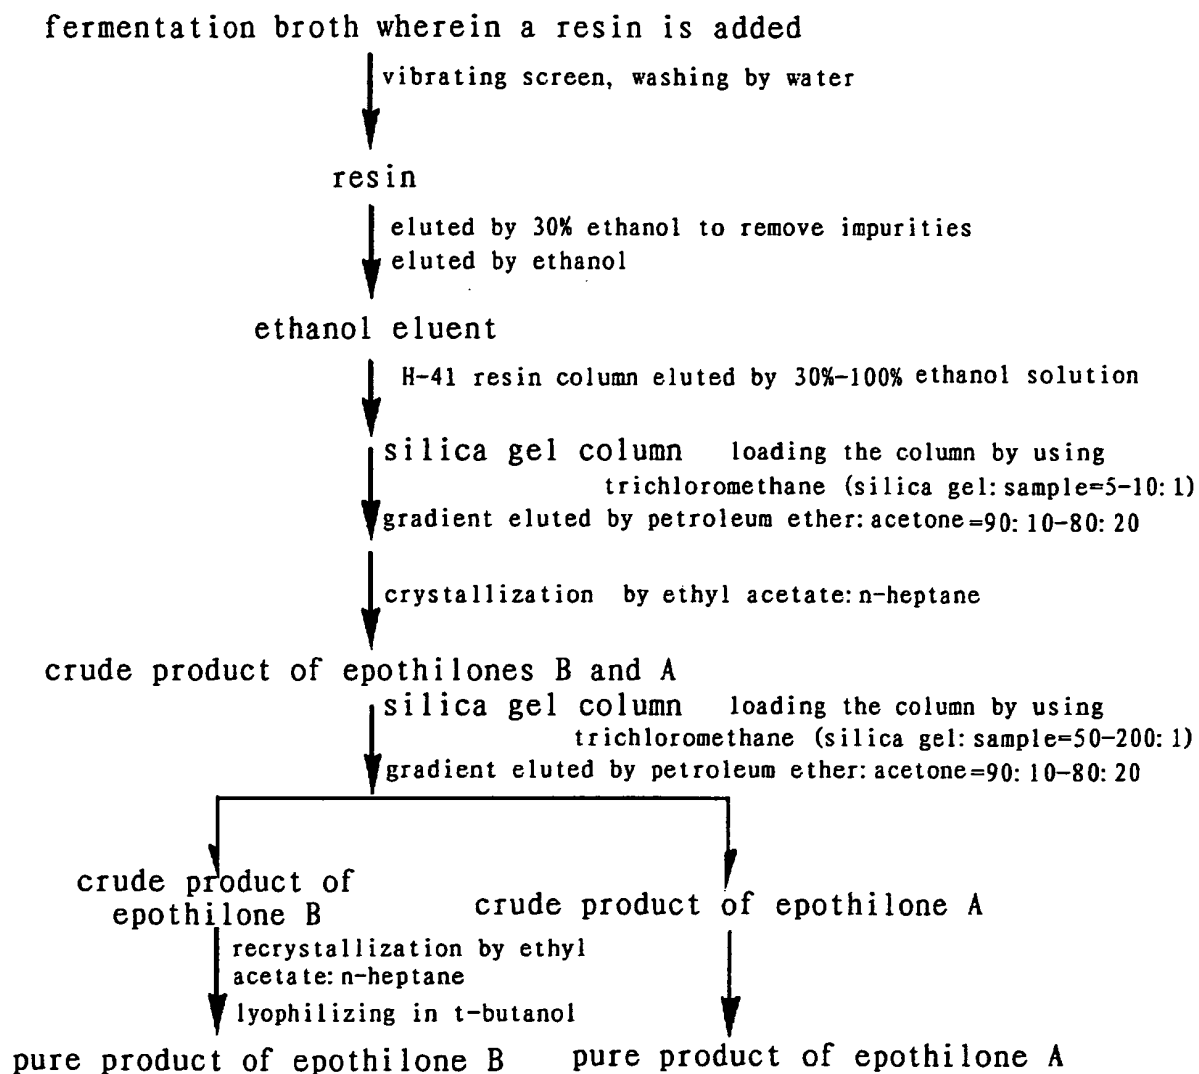 fermentation broth wherein a resin is added
vibrating screen, washing by water
resin
eluted by 30% ethanol to remove impurities
eluted by ethanol
ethanol eluent
H-41 resin column eluted by 30%-100% ethanol solution
silica gel column loading the column by using
trichloromethane (silica gel:sample=5-10:1)
gradient eluted by petroleum ether:acetone=90:10-80:20
crystallization by ethyl acetate:n-heptane
crude product of epothilones B and A
silica gel column loading the column by using
trichloromethane (silica gel:sample=50-200:1)
gradient eluted by petroleum ether:acetone=90:10-80:20
crude product of
epothilone B
crude product of epothilone A
recrystallization by ethyl
acetate:n-heptane
lyophilizing in t-butanol
pure product of epothilone B
pure product of epothilone A